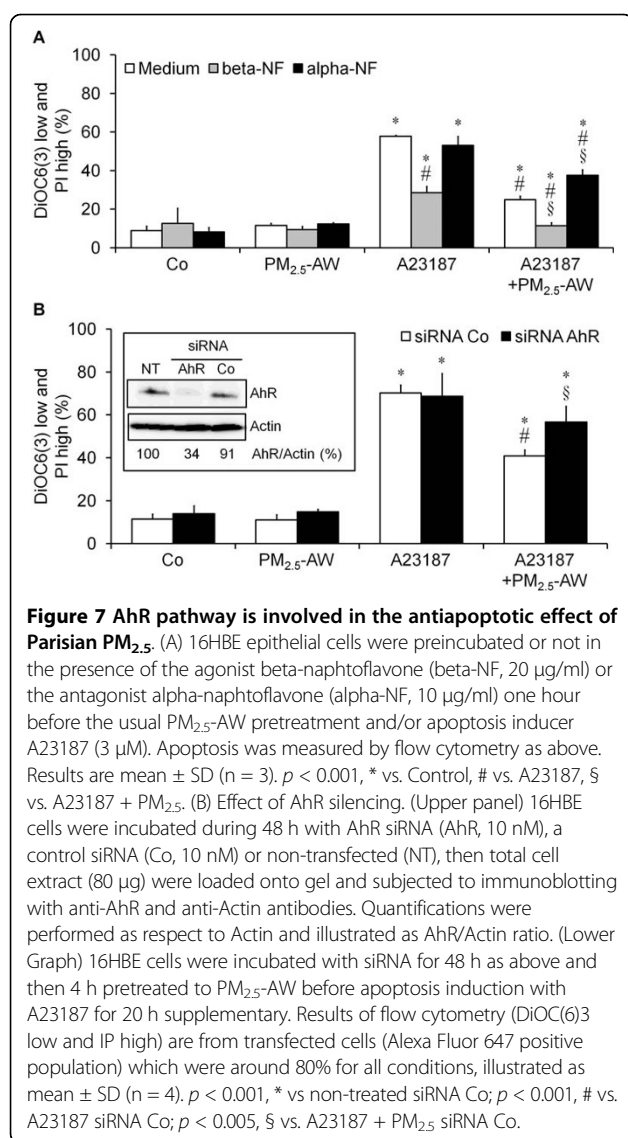 A
100
80
60
40
20
0
DiOC6(3) low and
PI high (%)
Medium beta-NF alpha-NF
* * #  * * # * # § * # §
Co PM2.5-AW A23187 A23187
+PM2.5-AW
B
100
80
60
40
20
0
DiOC6(3) low and
PI high (%)
siRNA Co siRNA AhR
siRNA
NT AhR Co
AhR
Actin
100 34 91 AhR/Actin (%)
* * * # * §
Co PM2.5-AW A23187 A23187
+PM2.5-AW
Figure 7 AhR pathway is involved in the antiapoptotic effect of
Parisian PM2.5. (A) 16HBE epithelial cells were preincubated or not in
the presence of the agonist beta-naphtoflavone (beta-NF, 20 μg/ml) or
the antagonist alpha-naphtoflavone (alpha-NF, 10 μg/ml) one hour
before the usual PM2.5-AW pretreatment and/or apoptosis inducer
A23187 (3 μM). Apoptosis was measured by flow cytometry as above.
Results are mean ± SD (n = 3). p < 0.001, * vs. Control, # vs. A23187, §
vs. A23187 + PM2.5. (B) Effect of AhR silencing. (Upper panel) 16HBE
cells were incubated during 48 h with AhR siRNA (AhR, 10 nM), a
control siRNA (Co, 10 nM) or non-transfected (NT), then total cell
extract (80 μg) were loaded onto gel and subjected to immunoblotting
with anti-AhR and anti-Actin antibodies. Quantifications were
performed as respect to Actin and illustrated as AhR/Actin ratio. (Lower
Graph) 16HBE cells were incubated with siRNA for 48 h as above and
then 4 h pretreated to PM2.5-AW before apoptosis induction with
A23187 for 20 h supplementary. Results of flow cytometry (DiOC(6)3
low and IP high) are from transfected cells (Alexa Fluor 647 positive
population) which were around 80% for all conditions, illustrated as
mean ± SD (n = 4). p < 0.001, * vs non-treated siRNA Co; p < 0.001, # vs.
A23187 siRNA Co; p < 0.005, § vs. A23187 + PM2.5 siRNA Co.